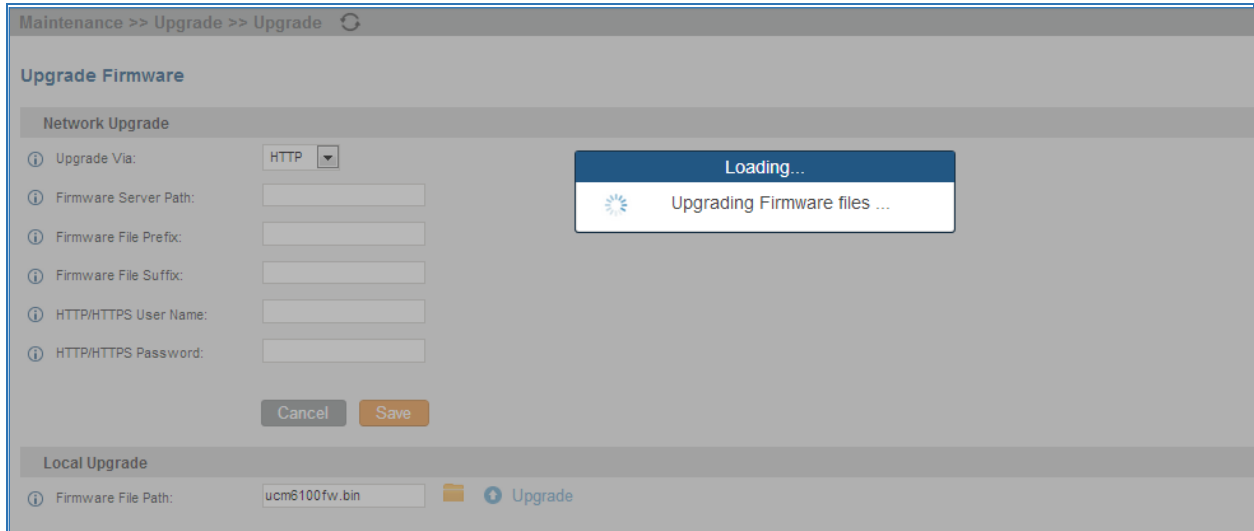 Maintenance >> Upgrade >> Upgrade
Upgrade Firmware
Network Upgrade
Upgrade Via: HTTP
Firmware Server Path:
Firmware File Prefix:
Firmware File Suffix:
HTTP/HTTPS User Name:
HTTP/HTTPS Password:
Cancel Save
Loading...
Upgrading Firmware files ...
Local Upgrade
Firmware File Path: ucm6100fw.bin Upgrade